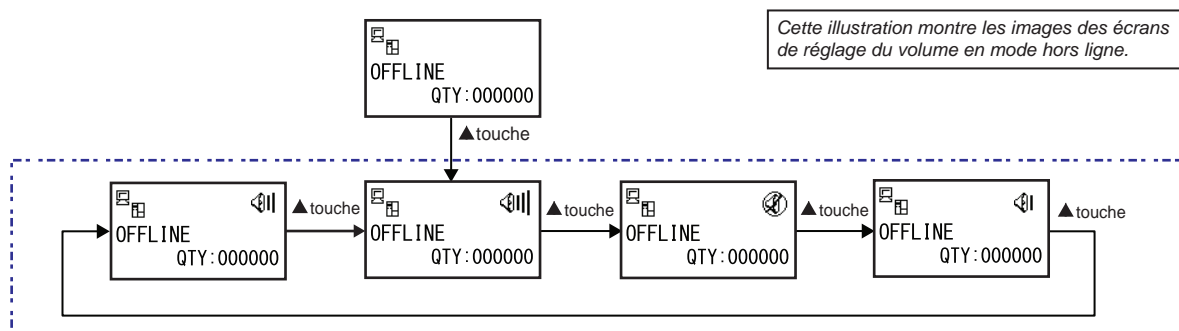 Cette illustration montre les images des écrans
de réglage du volume en mode hors ligne.
OFFLINE
QTY:000000
▲touche
OFFLINE
QTY:000000
▲touche
OFFLINE
QTY:000000
▲touche
OFFLINE
QTY:000000
▲touche
OFFLINE
QTY:000000
▲touche